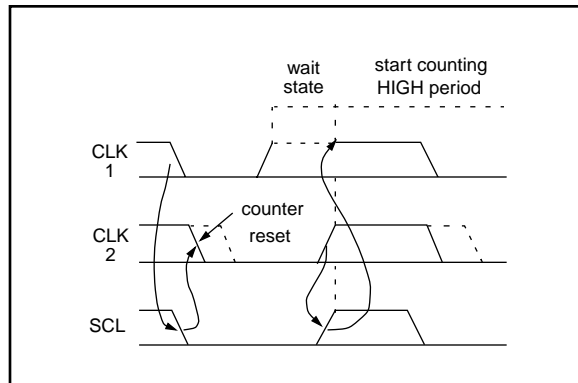 wait
state
start counting
HIGH period
CLK
1
counter
reset
CLK
2
SCL